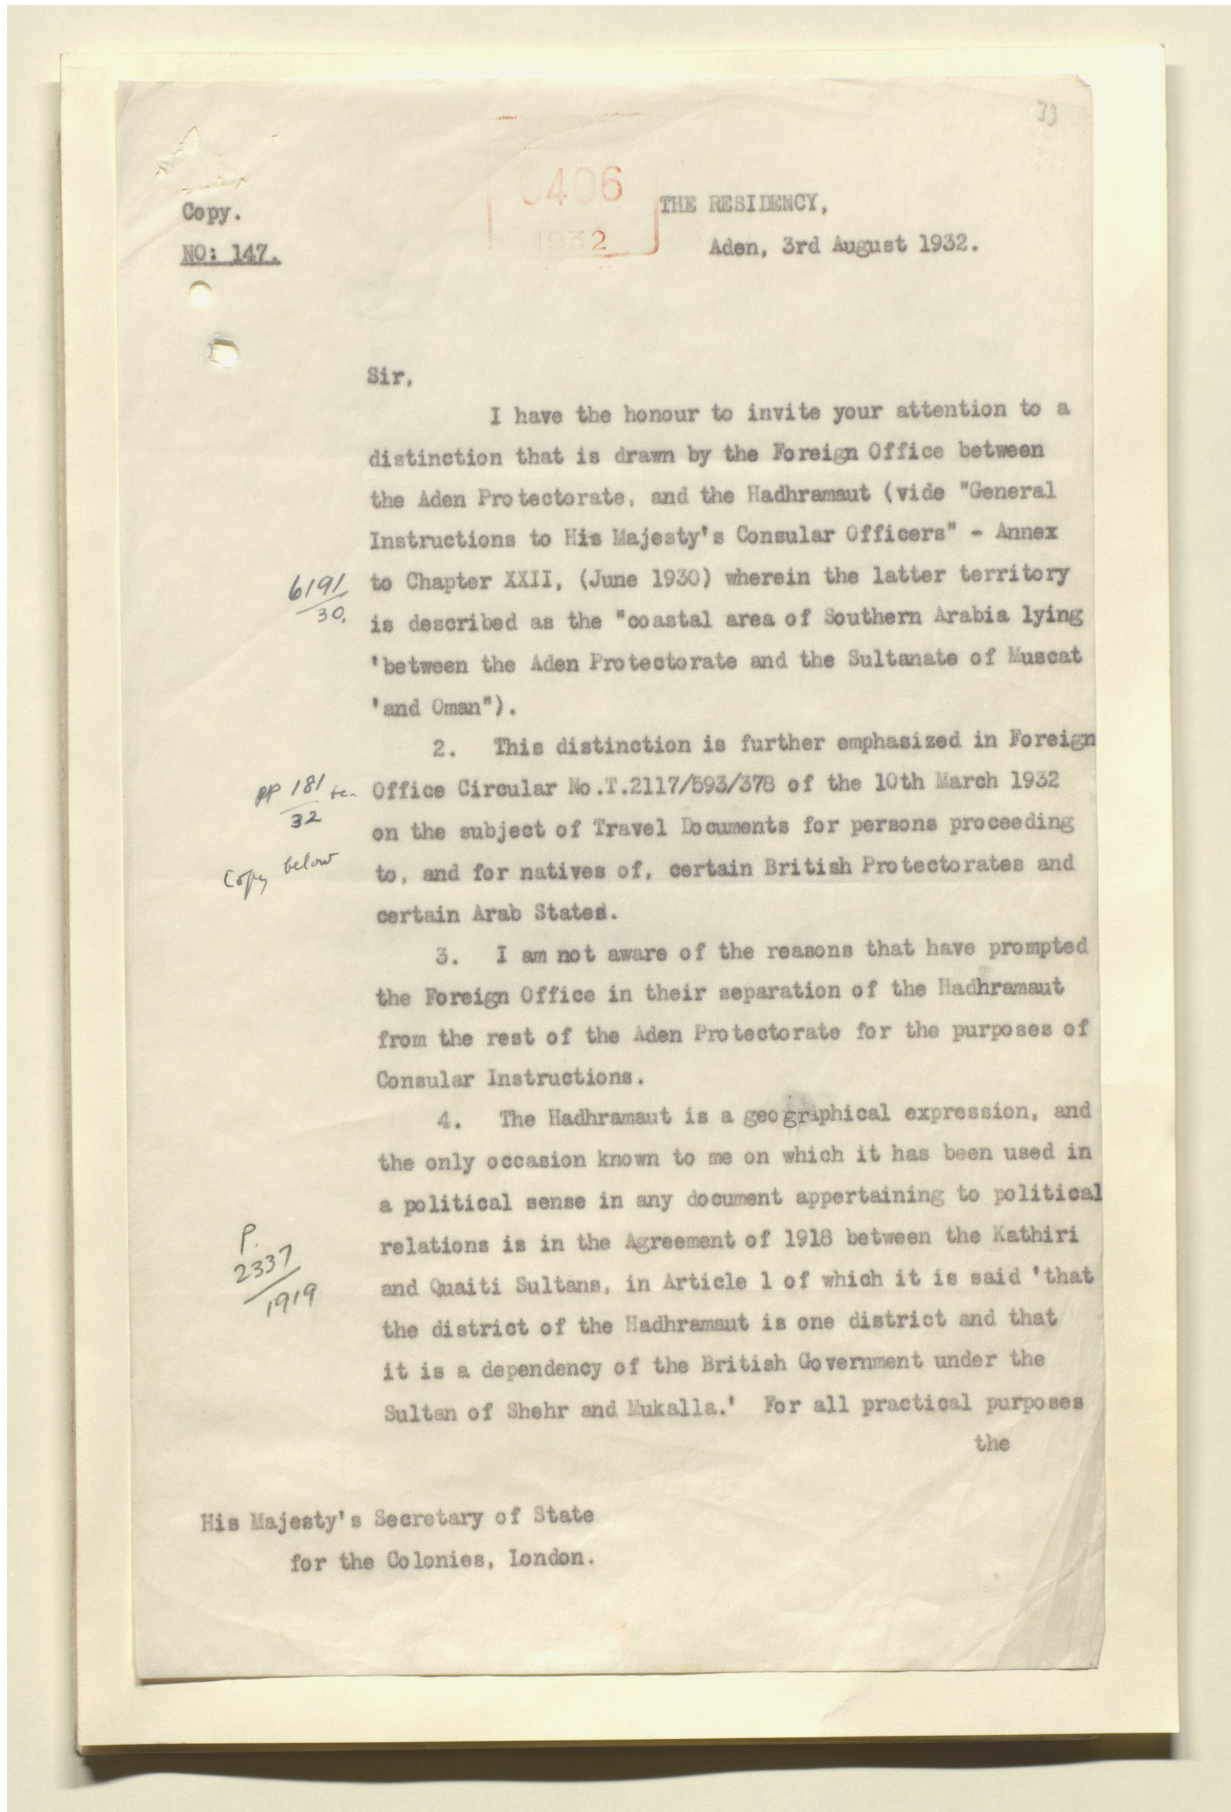 33
0406
1932
Copy.
NO: 147.
THE RESIDENCY,
Aden, 3rd August 1932.
Sir,
I have the honour to invite your attention to a
distinction that is drawn by the Foreign Office between
the Aden Protectorate, and the Hadhramaut (vide "General
Instructions to His Majesty's Consular Officers" - Annex
to Chapter XXII, (June 1930) wherein the latter territory
6191/30.
is described as the "coastal area of Southern Arabia lying
'between the Aden Protectorate and the Sultanate of Muscat
'and Oman").
2. This distinction is further emphasized in Foreign
PP 181/32
Office Circular No.T.2117/593/378 of the 10th March 1932
on the subject of Travel Documents for persons proceeding
Copy below
to, and for natives of, certain British Protectorates and
certain Arab States.
3. I am not aware of the reasons that have prompted
the Foreign Office in their separation of the Hadhramaut
from the rest of the Aden Protectorate for the purposes of
Consular Instructions.
4. The Hadhramaut is a geographical expression, and
the only occasion known to me on which it has been used in
a political sense in any document appertaining to political
P. 2337/1919
relations is in the Agreement of 1918 between the Kathiri
and Quaiti Sultans, in Article 1 of which it is said 'that
the district of the Hadhramaut is one district and that
it is a dependency of the British Government under the
Sultan of Shehr and Mukalla.' For all practical purposes
the
His Majesty's Secretary of State
for the Colonies, London.